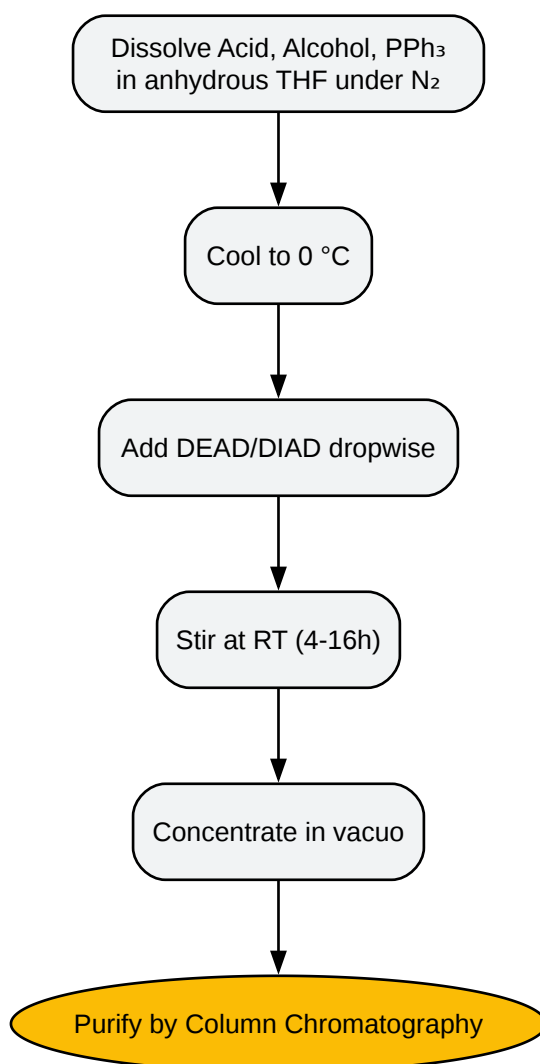 Dissolve Acid, Alcohol, PPh₃
in anhydrous THF under N₂
Cool to 0 °C
Add DEAD/DIAD dropwise
Stir at RT (4-16h)
Concentrate in vacuo
Purify by Column Chromatography